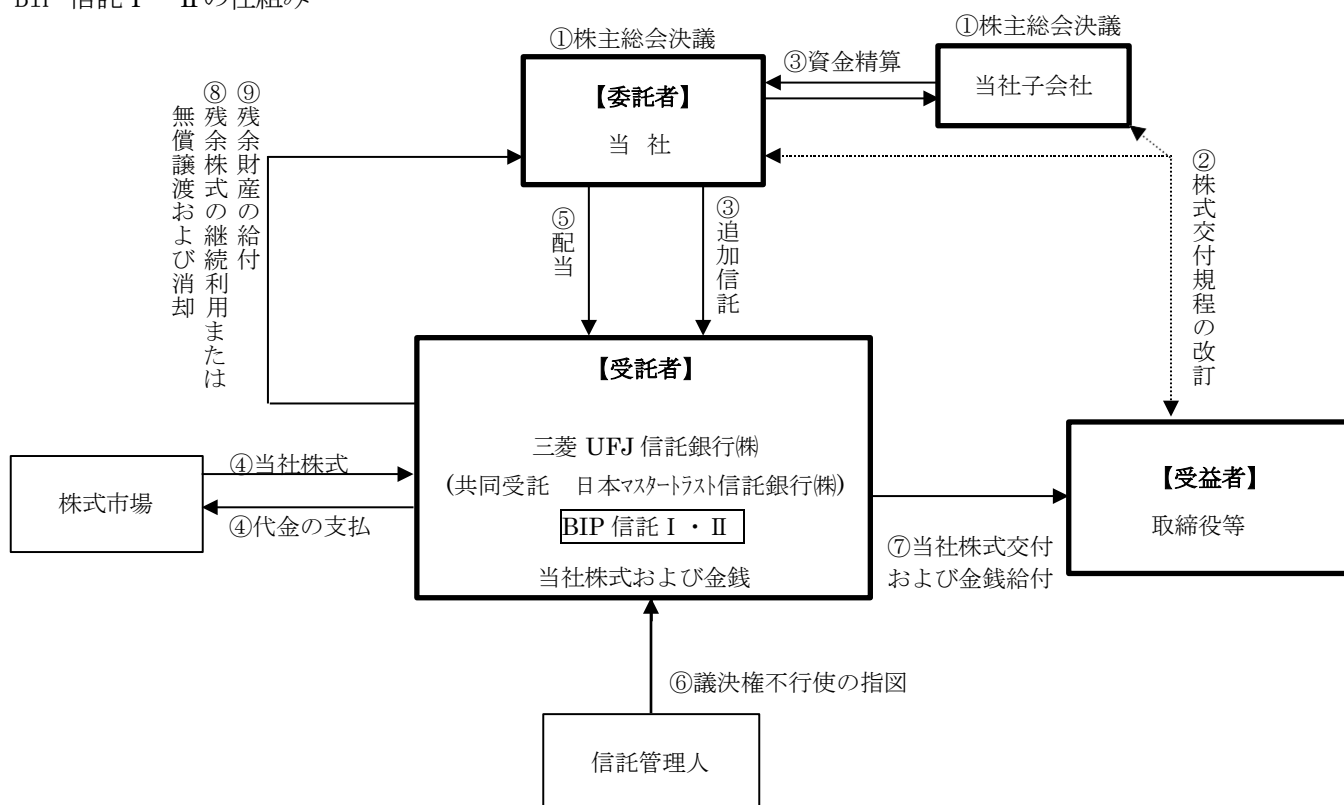 BIP 信託Ⅰ・Ⅱの仕組み
①株主総会決議
①株主総会決議
【委託者】
当 社
③資金精算
当社子会社
⑨残余財産の給付
⑧残余株式の継続利用または
無償譲渡および消却
⑤配当
③追加信託
②株式交付規程の改訂
【受託者】
三菱 UFJ 信託銀行㈱
(共同受託 日本ﾏｽﾀｰﾄﾗｽﾄ信託銀行㈱)
BIP 信託Ⅰ・Ⅱ
当社株式および金銭
株式市場
④当社株式
④代金の支払
【受益者】
取締役等
⑦当社株式交付
および金銭給付
⑥議決権不行使の指図
信託管理人